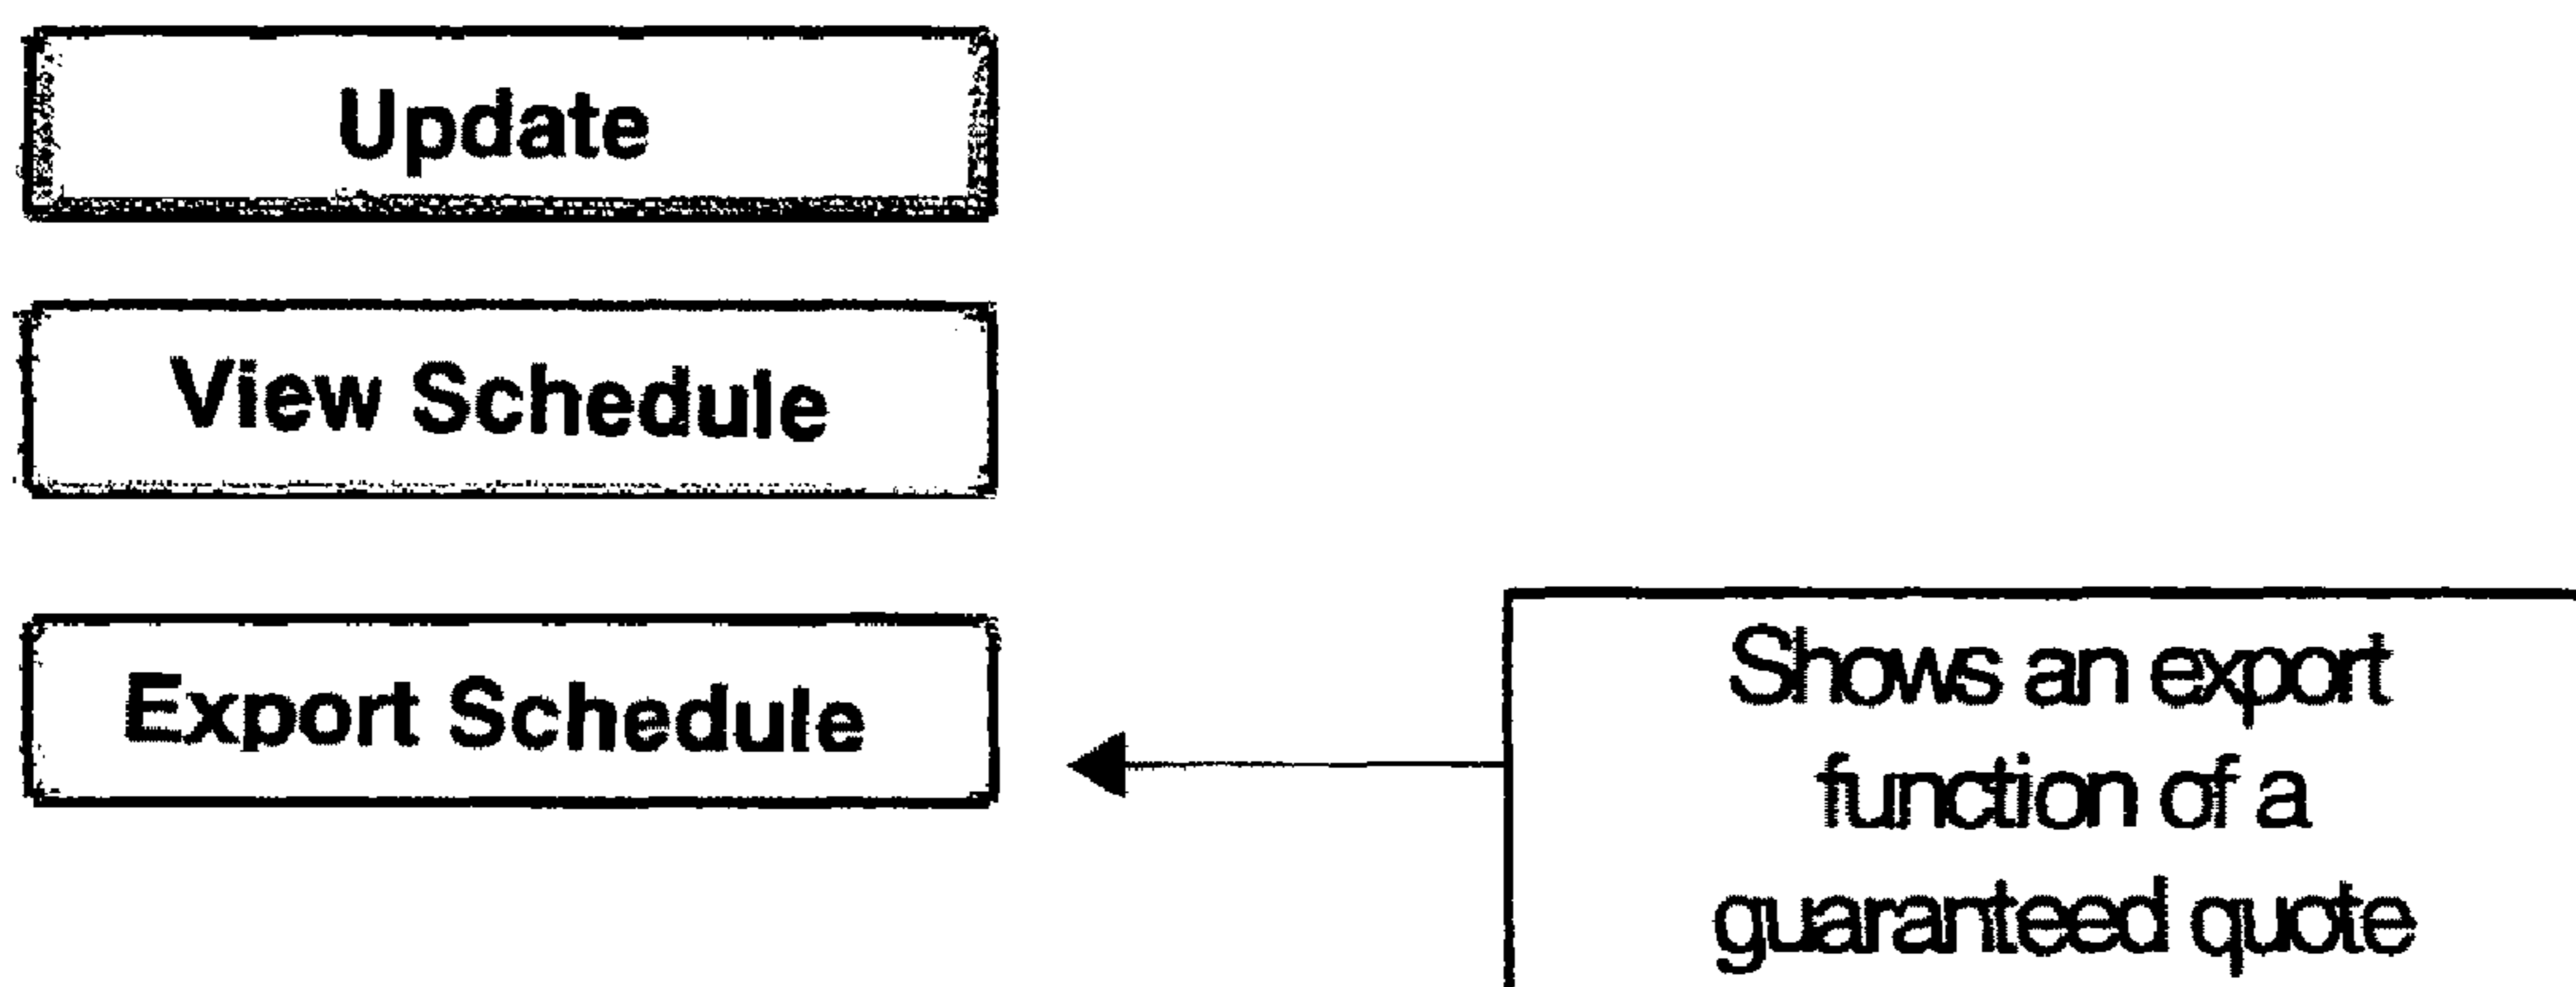 Update
View Schedule
Export Schedule
Shows an export
function of a
guaranteed quote